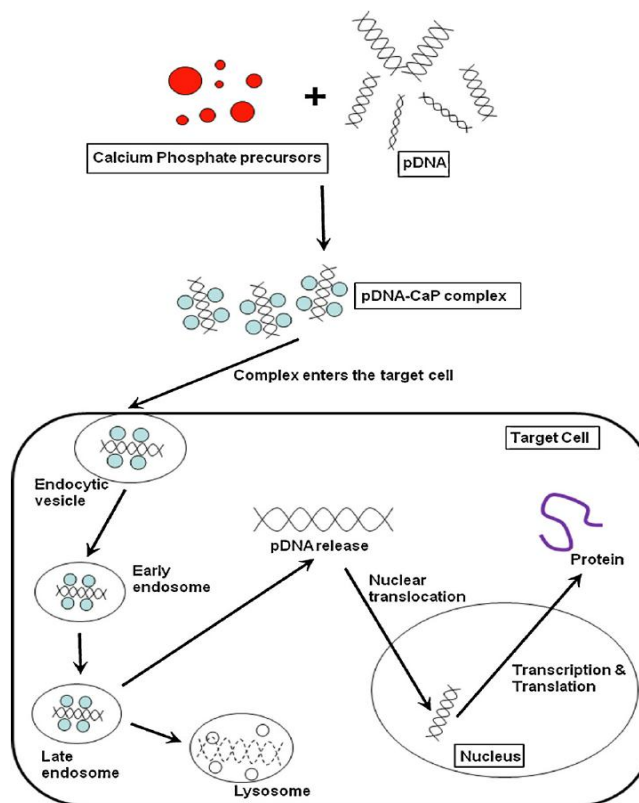 +
Calcium Phosphate precursors
pDNA
pDNA-CaP complex
Complex enters the target cell
Target Cell
Endocytic
vesicle
pDNA release
Protein
Early
endosome
Nuclear
translocation
Transcription &
Translation
Late
endosome
Nucleus
Lysosome